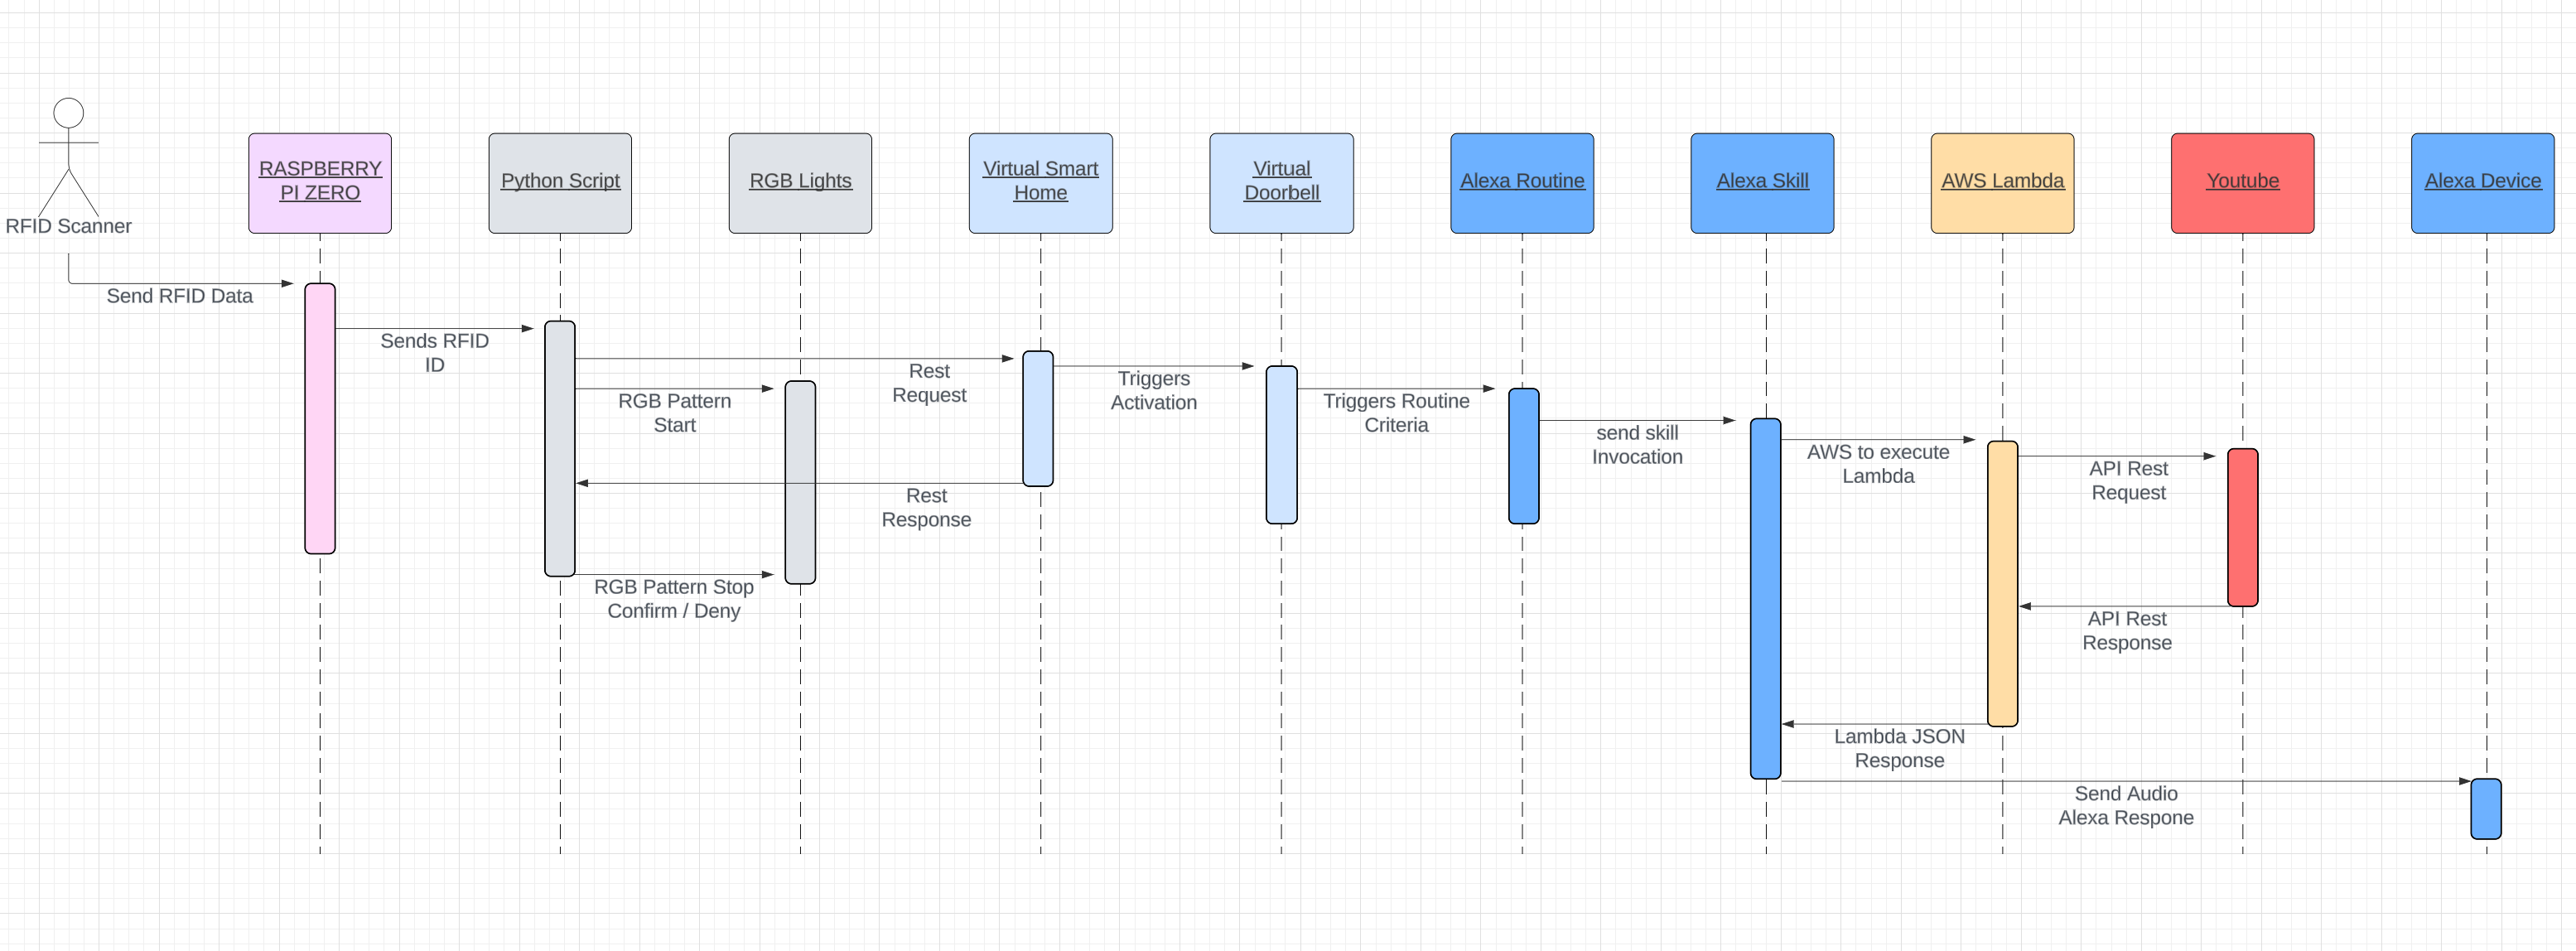 RFID Scanner
RASPBERRY
PI ZERO
Python Script
RGB Lights
Virtual Smart
Home
Virtual
Doorbell
Alexa Routine
Alexa Skill
AWS Lambda
Youtube
Alexa Device
Send RFID Data
Sends RFID
ID
Rest
Request
RGB Pattern
Start
Triggers
Activation
Triggers Routine
Criteria
send skill
Invocation
AWS to execute
Lambda
API Rest
Request
Rest
Response
RGB Pattern Stop
Confirm / Deny
API Rest
Response
Lambda JSON
Response
Send Audio
Alexa Respone